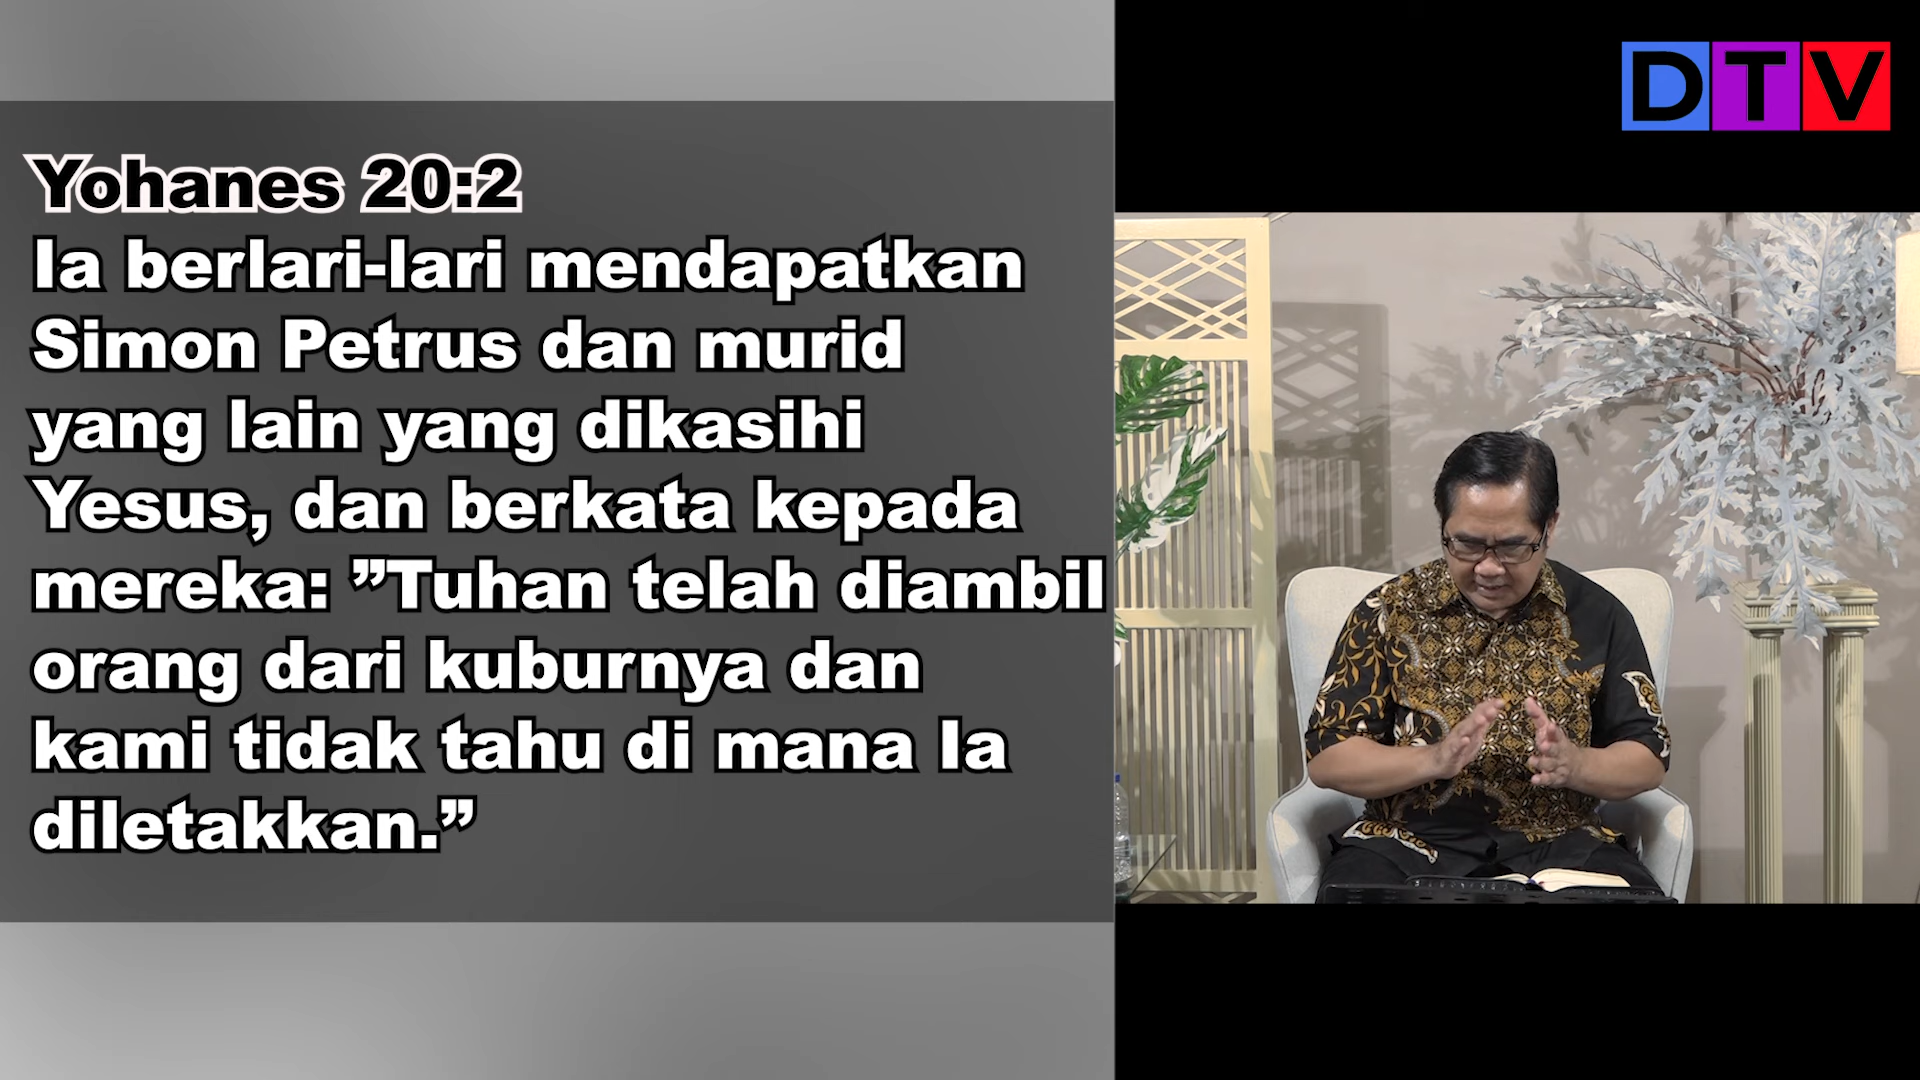 Yohanes 20:2
Ia berlari-lari mendapatkan
Simon Petrus dan murid
yang lain yang dikasihi
Yesus, dan berkata kepada
mereka: ”Tuhan telah diambil
orang dari kuburnya dan
kami tidak tahu di mana Ia
diletakkan.”
DTV